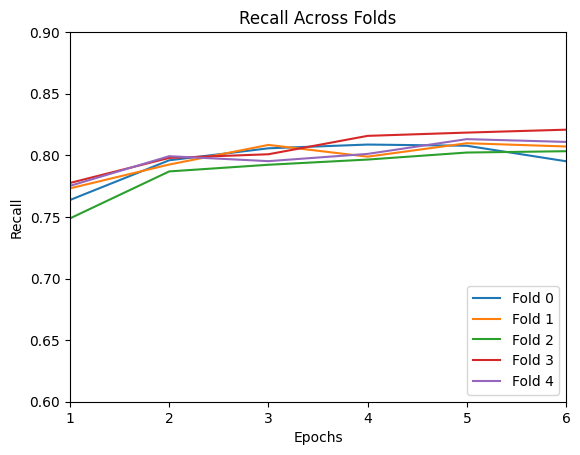 Recall Across Folds
Recall
0.90
0.85
0.80
0.75
0.70
0.65
0.60
1 2 3 4 5 6
Epochs
Fold 0
Fold 1
Fold 2
Fold 3
Fold 4